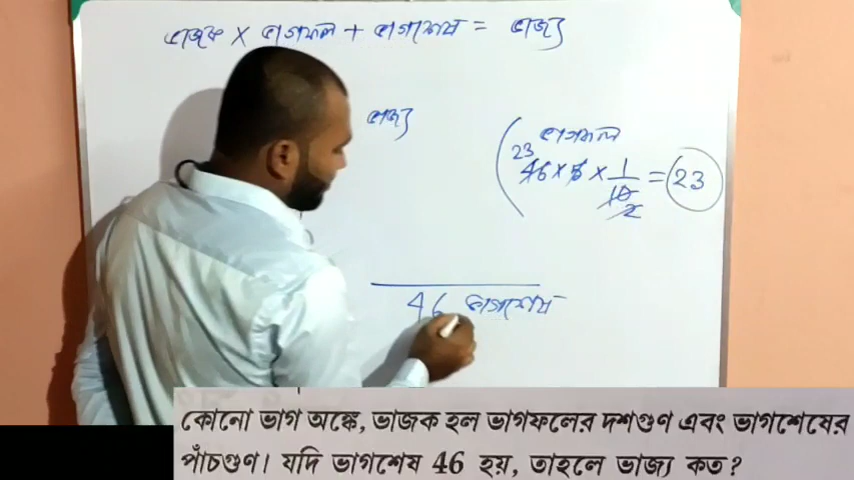 ভাজক × ভাগফল + ভাগশেষ = ভাজ্য
ভাজ্য
ভাগফল
23
46 × 5 × 1/10 = 23
2
46 ভাগশেষ
কোনো ভাগ অঙ্কে, ভাজক হল ভাগফলের দশগুণ এবং ভাগশেষের
পাঁচগুণ। যদি ভাগশেষ 46 হয়, তাহলে ভাজ্য কত?